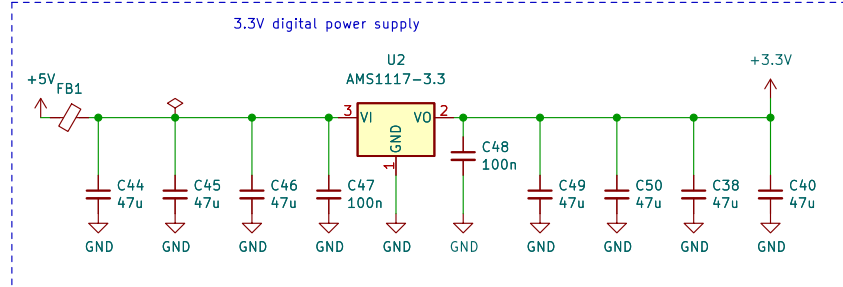 3.3V digital power supply
+5V
FB1
U2
AMS1117-3.3
+3.3V
3
VI
VO
2
GND
1
C44
47u
C45
47u
C46
47u
C47
100n
C48
100n
C49
47u
C50
47u
C38
47u
C40
47u
GND
GND
GND
GND
GND
GND
GND
GND
GND
GND